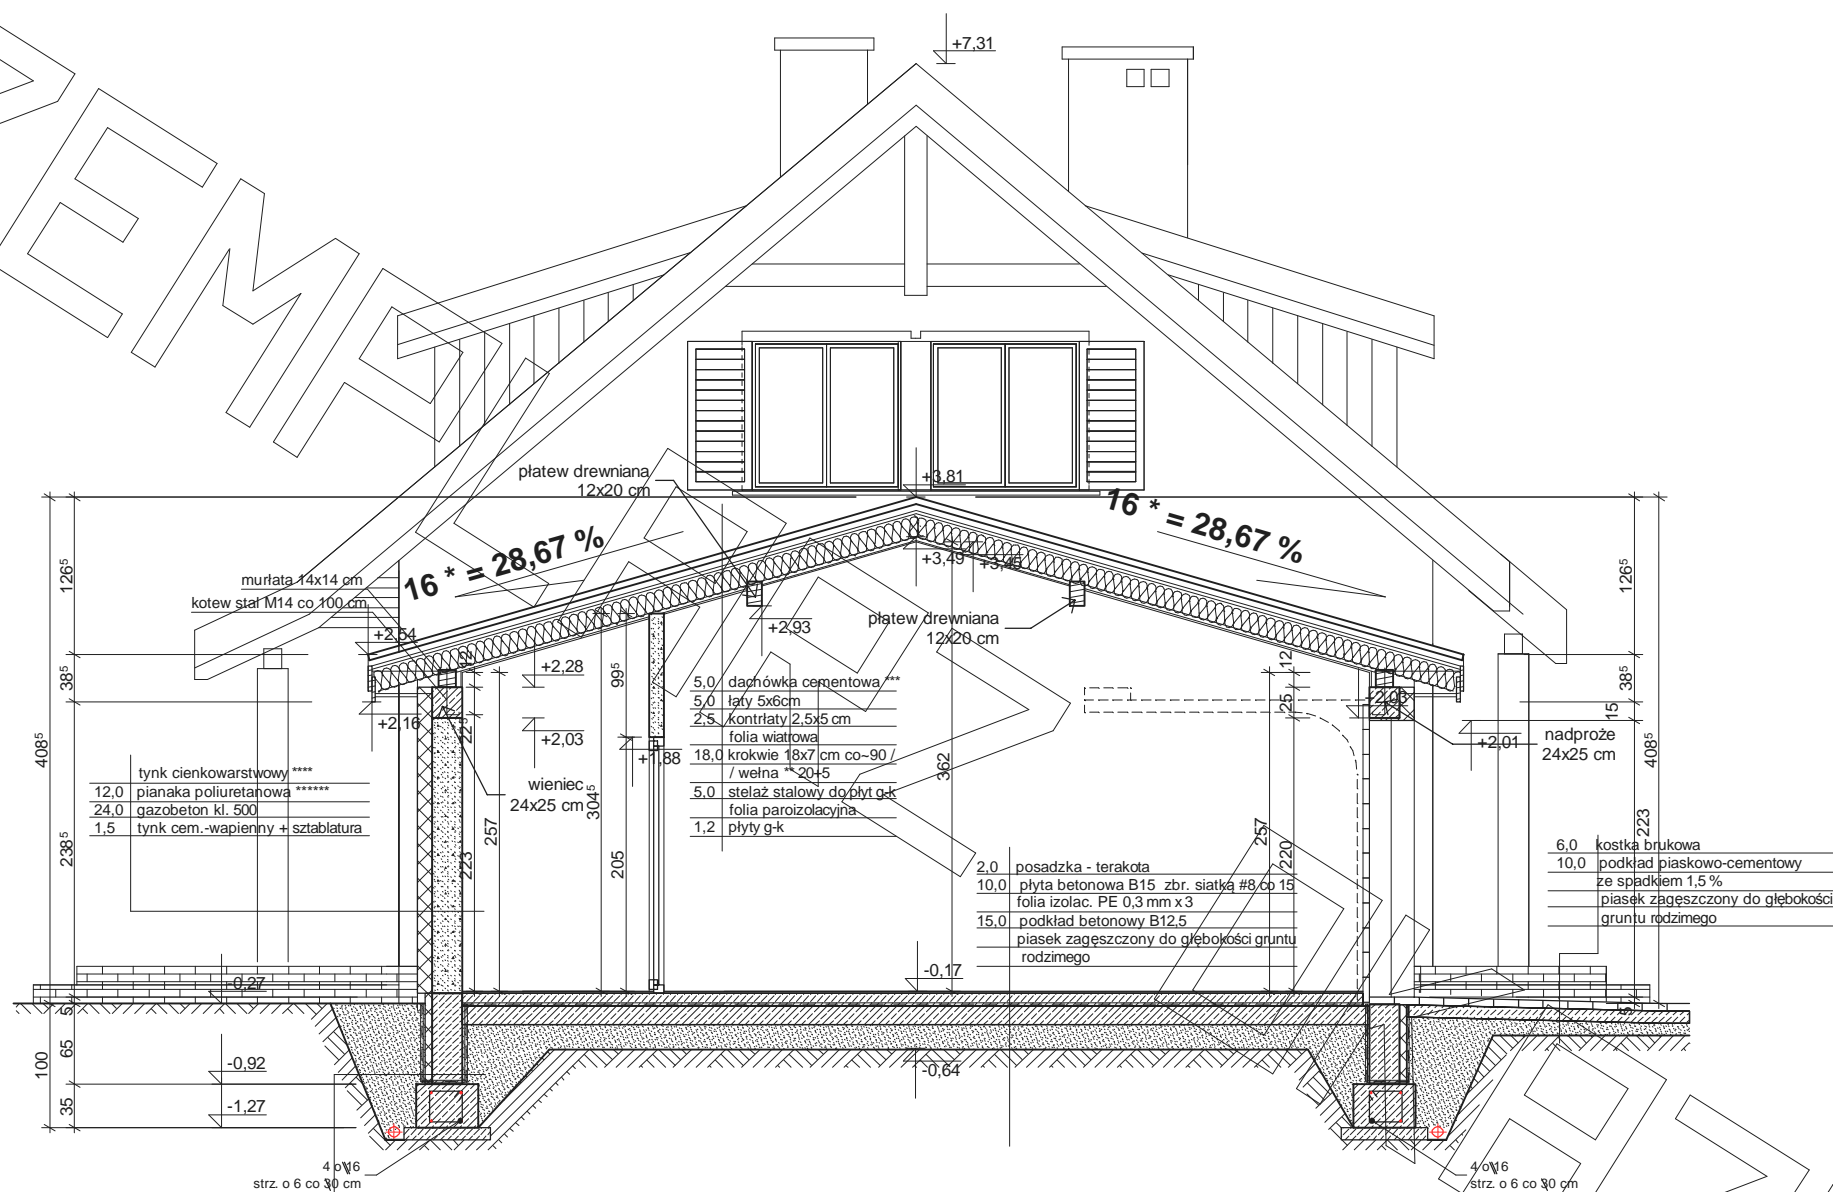 +7,31
płatew drewniana
12x20 cm
+3,81
16 * = 28,67 %
16 * = 28,67 %
+3,49
+3,45
murłata 14x14 cm
kotew stal M14 co 100 cm
+2,54
+2,93
płatew drewniana
12x20 cm
126⁵
126⁵
12
+2,28
99⁵
12
38⁵
38⁵
+2,16
22⁵
+2,03
+1,88
25
+2,03
15
+2,01
nadproże
24x25 cm
5,0 dachówka cementowa ***
5,0 łaty 5x6cm
2,5 kontrłaty 2,5x5 cm
folia wiatrowa
18,0 krokwie 18x7 cm co~90 /
/ wełna ** 20+5
5,0 stelaż stalowy do płyt g-k
folia paroizolacyjna
1,2 płyty g-k
408⁵
408⁵
tynk cienkowarstwowy ****
12,0 pianaka poliuretanowa ******
24,0 gazobeton kl. 500
1,5 tynk cem.-wapienny + sztablatura
wieniec
24x25 cm
304⁵
362
238⁵
223
257
205
257
220
223
2,0 posadzka - terakota
10,0 płyta betonowa B15 zbr. siatką #8 co 15
folia izolac. PE 0,3 mm x 3
15,0 podkład betonowy B12,5
piasek zagęszczony do głębokości gruntu
rodzimego
6,0 kostka brukowa
10,0 podkład piaskowo-cementowy
ze spadkiem 1,5 %
piasek zagęszczony do głębokości
gruntu rodzimego
-0,27
-0,17
5
5
100
65
-0,92
-0,64
35
-1,27
4 o 16
strz. o 6 co 30 cm
4 o 16
strz. o 6 co 30 cm